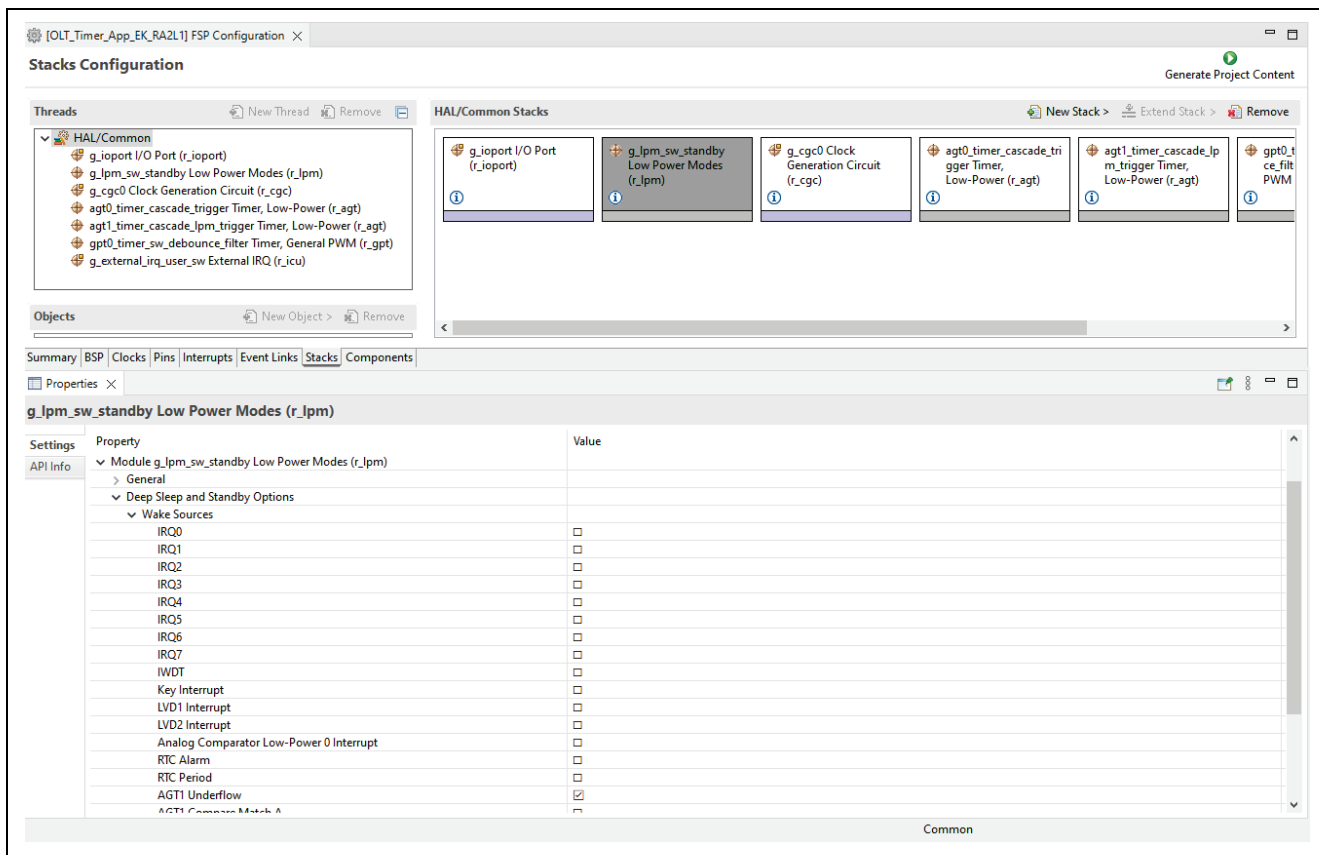 [OLT_Timer_App_EK_RA2L1] FSP Configuration
Stacks Configuration
Generate Project Content
Threads
New Thread
Remove
HAL/Common Stacks
New Stack >
Extend Stack >
Remove
HAL/Common
g_ioport I/O Port (r_ioport)
g_lpm_sw_standby Low Power Modes (r_lpm)
g_cgc0 Clock Generation Circuit (r_cgc)
agt0_timer_cascade_trigger Timer, Low-Power (r_agt)
agt1_timer_cascade_lpm_trigger Timer, Low-Power (r_agt)
gpt0_timer_sw_debounce_filter Timer, General PWM (r_gpt)
g_external_irq_user_sw External IRQ (r_icu)
g_ioport I/O Port
(r_ioport)
g_lpm_sw_standby
Low Power Modes
(r_lpm)
g_cgc0 Clock
Generation Circuit
(r_cgc)
agt0_timer_cascade_tri
gger Timer,
Low-Power (r_agt)
agt1_timer_cascade_lp
m_trigger Timer,
Low-Power (r_agt)
gpt0_t
ce_filt
PWM
Objects
New Object >
Remove
Summary BSP Clocks Pins Interrupts Event Links Stacks Components
Properties
g_lpm_sw_standby Low Power Modes (r_lpm)
Settings
API Info
Property Value
Module g_lpm_sw_standby Low Power Modes (r_lpm)
General
Deep Sleep and Standby Options
Wake Sources
IRQ0
IRQ1
IRQ2
IRQ3
IRQ4
IRQ5
IRQ6
IRQ7
IWDT
Key Interrupt
LVD1 Interrupt
LVD2 Interrupt
Analog Comparator Low-Power 0 Interrupt
RTC Alarm
RTC Period
AGT1 Underflow
AGT1 Compare Match A
Common